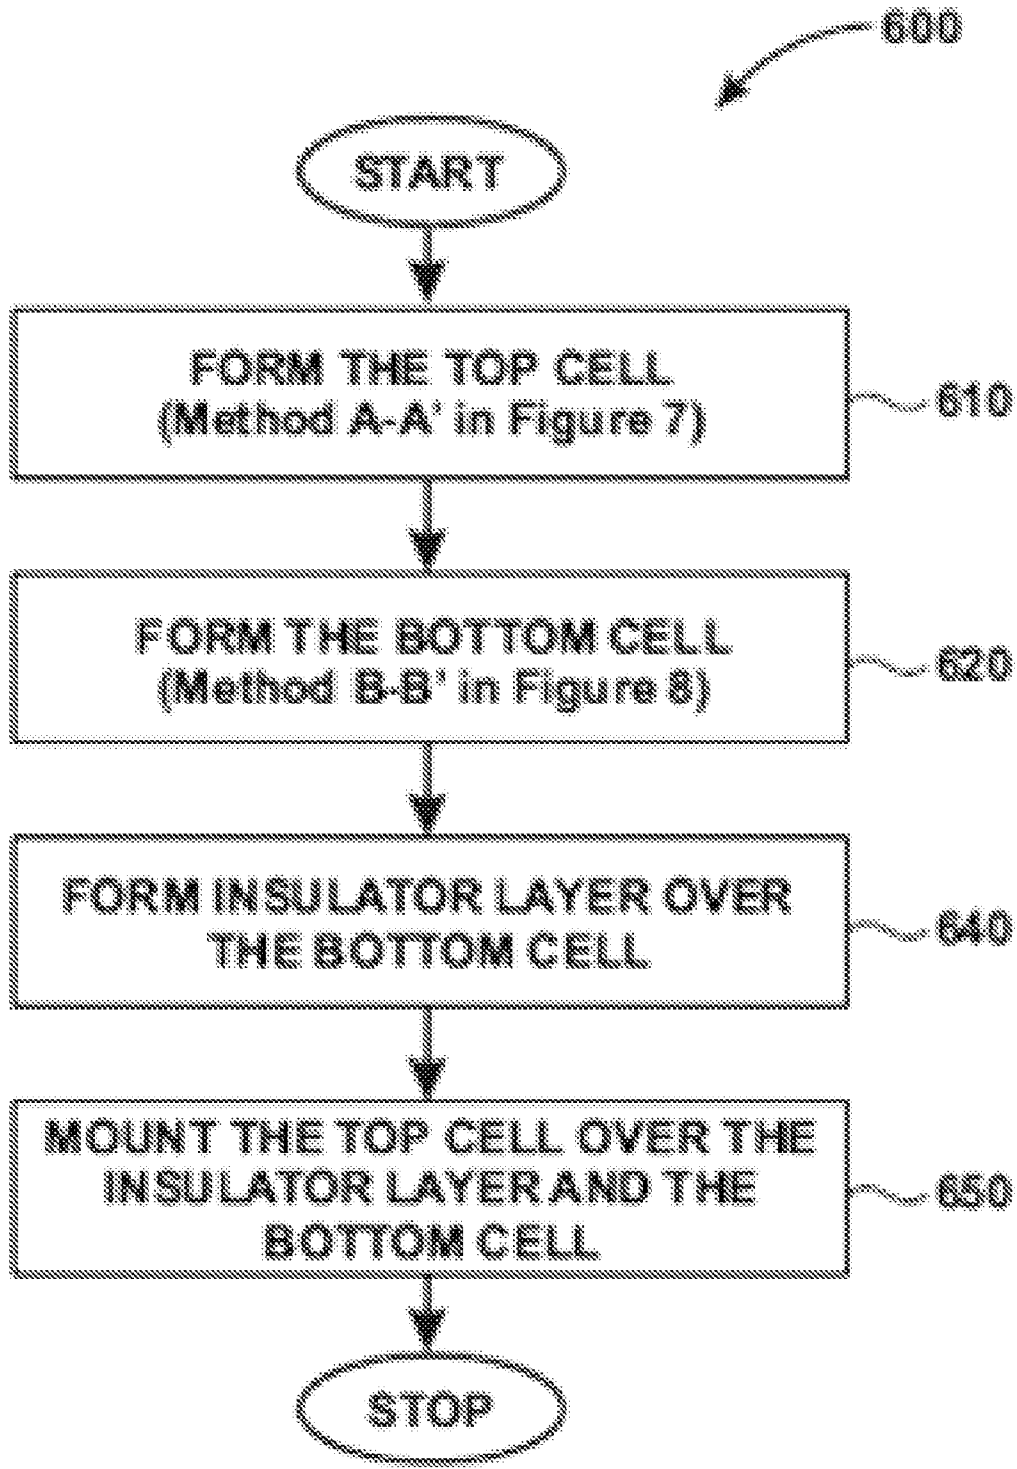 600
START
FORM THE TOP CELL
(Method A-A' in Figure 7)
610
FORM THE BOTTOM CELL
(Method B-B' in Figure 8)
620
FORM INSULATOR LAYER OVER
THE BOTTOM CELL
640
MOUNT THE TOP CELL OVER THE
INSULATOR LAYER AND THE
BOTTOM CELL
650
STOP